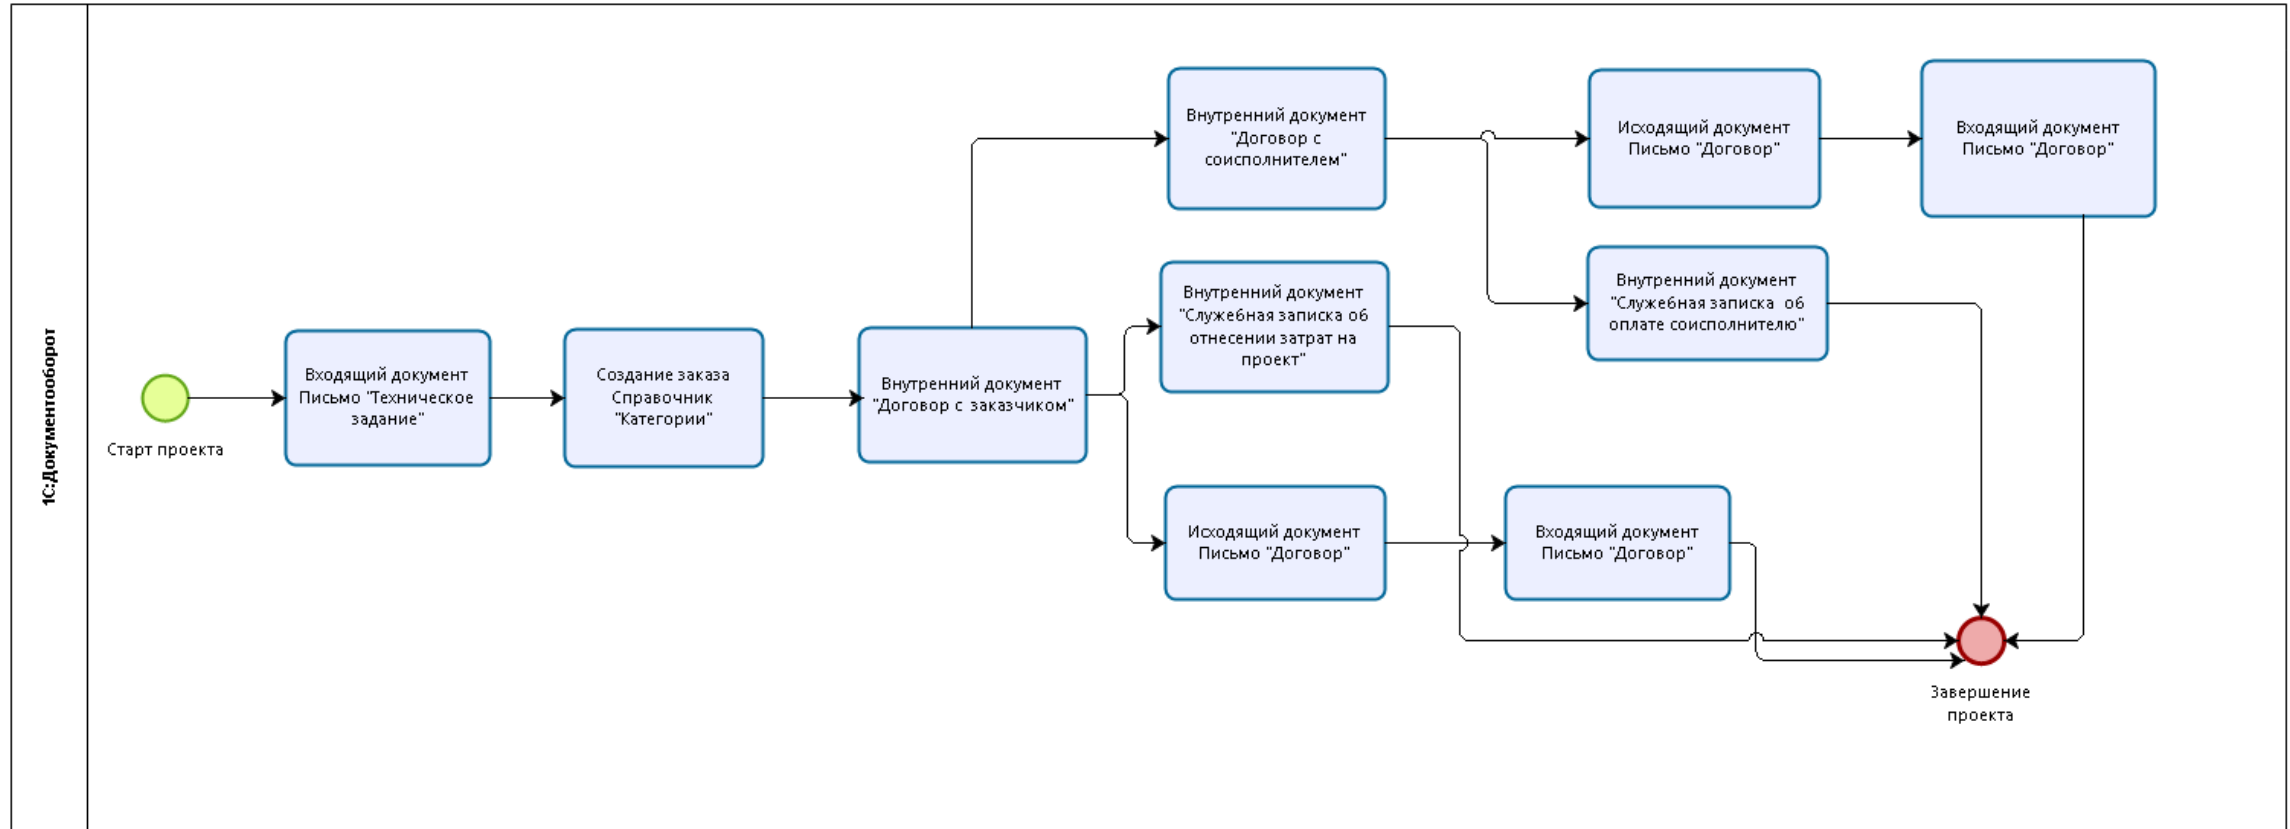 1С:Документооборот
Старт проекта
Входящий документ
Письмо "Техническое
задание"
Создание заказа
Справочник
"Категории"
Внутренний документ
"Договор с заказчиком"
Внутренний документ
"Договор с
соисполнителем"
Исходящий документ
Письмо "Договор"
Входящий документ
Письмо "Договор"
Внутренний документ
"Служебная записка об
отнесении затрат на
проект"
Внутренний документ
"Служебная записка об
оплате соисполнителю"
Исходящий документ
Письмо "Договор"
Входящий документ
Письмо "Договор"
Завершение
проекта